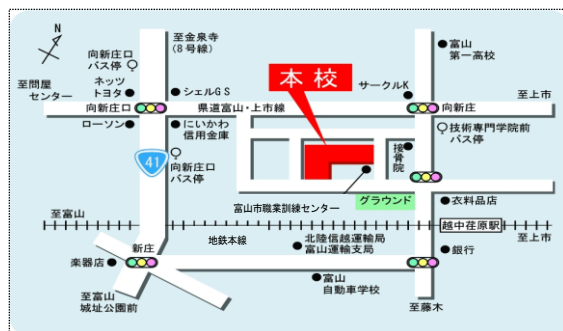 N
至金泉寺
(8号線)
向新庄口
バス停
富山
第一高校
ネッツ
トヨタ
シェルGS
本校
サークルK
至問屋
センター
向新庄口
県道富山・上市線
向新庄
至上市
ローソン
にいかわ
信用金庫
技術専門学院前
バス停
接骨院
41
向新庄口
バス停
グラウンド
衣料品店
富山市職業訓練センター
至富山
越中荏原駅
地鉄本線
至上市
新庄
北陸信越運輸局
富山運輸支局
銀行
楽器店
富山
自動車学校
至富山
城址公園前
至藤木